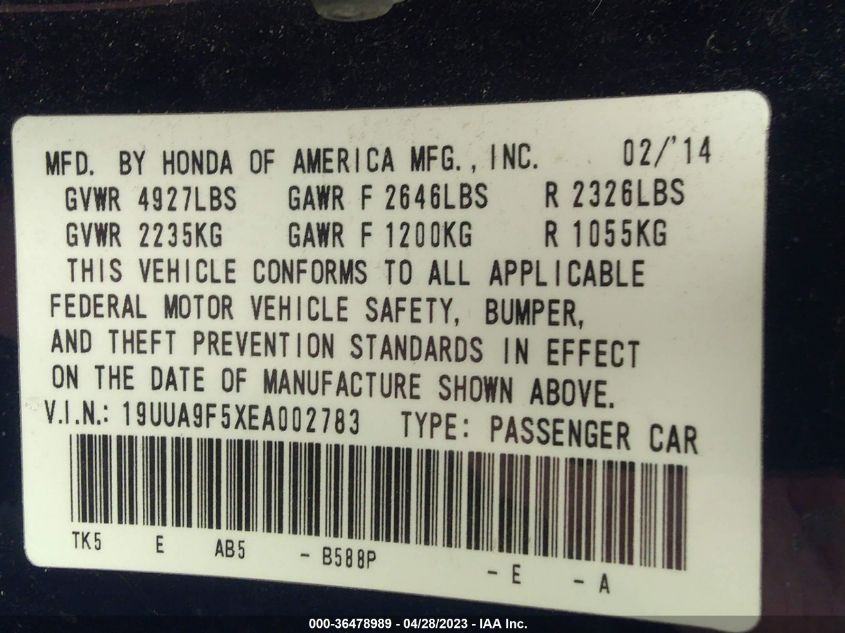 MFD. BY HONDA OF AMERICA MFG., INC. 02/'14
GVWR 4927LBS GAWR F 2646LBS R 2326LBS
GVWR 2235KG GAWR F 1200KG R 1055KG
THIS VEHICLE CONFORMS TO ALL APPLICABLE
FEDERAL MOTOR VEHICLE SAFETY, BUMPER,
AND THEFT PREVENTION STANDARDS IN EFFECT
ON THE DATE OF MANUFACTURE SHOWN ABOVE.
V.I.N.: 19UUA9F5XEA002783 TYPE: PASSENGER CAR
TK5 E AB5 - B588P - E - A
000-36478989 - 04/28/2023 - IAA Inc.